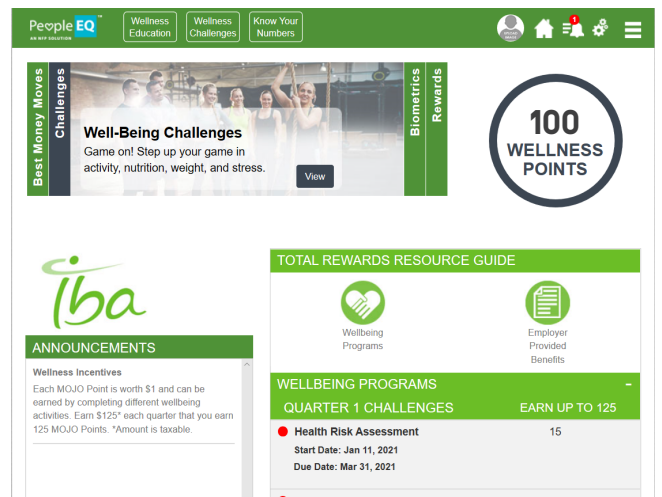 People EQ™
AN NFP SOLUTION
Wellness
Education
Wellness
Challenges
Know Your
Numbers
UPLOAD
IMAGE
1
Best Money Moves
Challenges
Well-Being Challenges
Game on! Step up your game in
activity, nutrition, weight, and stress.
View
Biometrics
Rewards
100
WELLNESS
POINTS
iba
ANNOUNCEMENTS
Wellness Incentives
Each MOJO Point is worth $1 and can be
earned by completing different wellbeing
activities. Earn $125* each quarter that you earn
125 MOJO Points. *Amount is taxable.
TOTAL REWARDS RESOURCE GUIDE
Wellbeing
Programs
Employer
Provided
Benefits
WELLBEING PROGRAMS -
QUARTER 1 CHALLENGES EARN UP TO 125
Health Risk Assessment 15
Start Date: Jan 11, 2021
Due Date: Mar 31, 2021